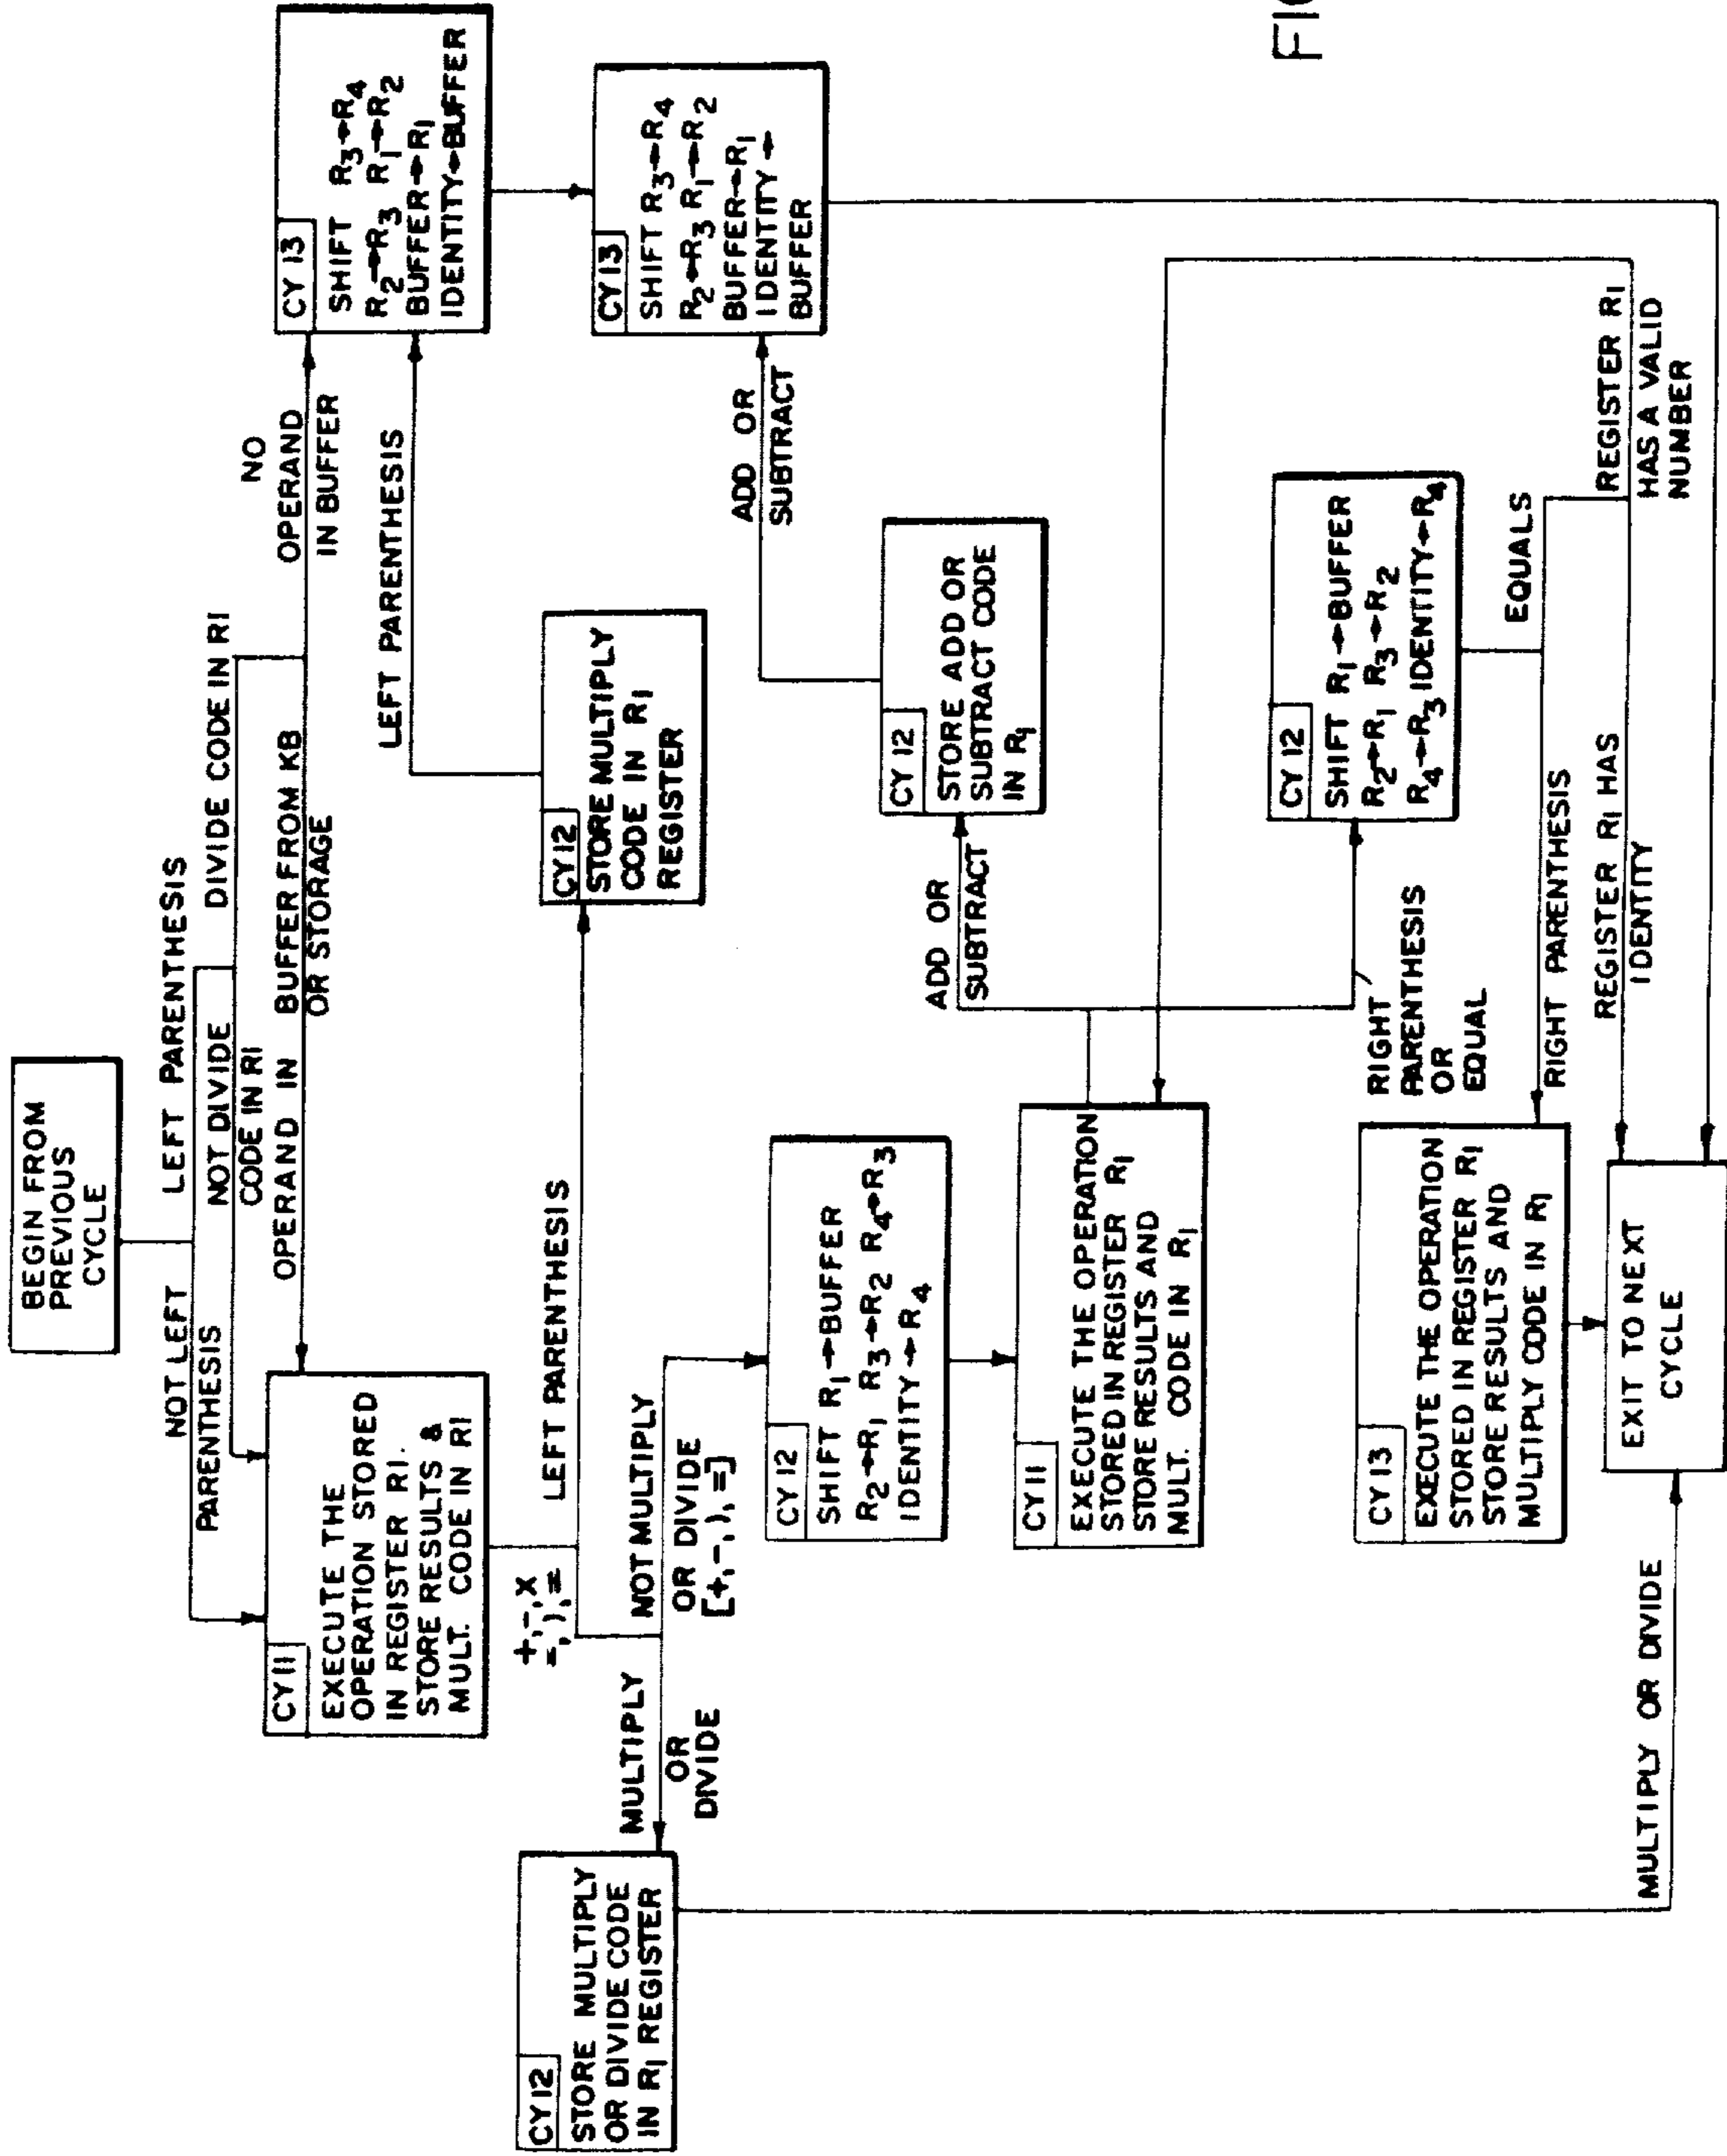 BEGIN FROM
PREVIOUS
CYCLE
NOT LEFT
PARENTHESIS
LEFT PARENTHESIS
NOT DIVIDE
CODE IN R1
DIVIDE CODE IN R1
OPERAND IN BUFFER FROM KB
OR STORAGE
NO
OPERAND
IN BUFFER
CY 11
EXECUTE THE
OPERATION STORED
IN REGISTER R1.
STORE RESULTS &
MULT. CODE IN R1
CY 13
SHIFT R3→R4
R2→R3 R1→R2
BUFFER→R1
IDENTITY→BUFFER
+,-,X
=,),=
LEFT PARENTHESIS
LEFT PARENTHESIS
CY 12
STORE MULTIPLY
CODE IN R1
REGISTER
CY 13
SHIFT R3→R4
R2→R3 R1→R2
BUFFER→R1
IDENTITY→
BUFFER
MULTIPLY
OR
DIVIDE
NOT MULTIPLY
OR DIVIDE
[+,-,),=]
CY 12
STORE MULTIPLY
OR DIVIDE CODE
IN R1 REGISTER
CY 12
SHIFT R1→BUFFER
R2→R1 R3→R2 R4→R3
IDENTITY→R4
ADD OR
SUBTRACT
ADD OR
SUBTRACT
CY 12
STORE ADD OR
SUBTRACT CODE
IN R1
CY 11
EXECUTE THE OPERATION
STORED IN REGISTER R1
STORE RESULTS AND
MULT. CODE IN R1
RIGHT
PARENTHESIS
OR
EQUAL
CY 12
SHIFT R1→BUFFER
R2→R1 R3→R2
R4→R3 IDENTITY→R4
RIGHT PARENTHESIS
EQUALS
REGISTER R1 HAS
IDENTITY
REGISTER R1
HAS A VALID
NUMBER
CY 13
EXECUTE THE OPERATION
STORED IN REGISTER R1
STORE RESULTS AND
MULTIPLY CODE IN R1
MULTIPLY OR DIVIDE
EXIT TO NEXT
CYCLE